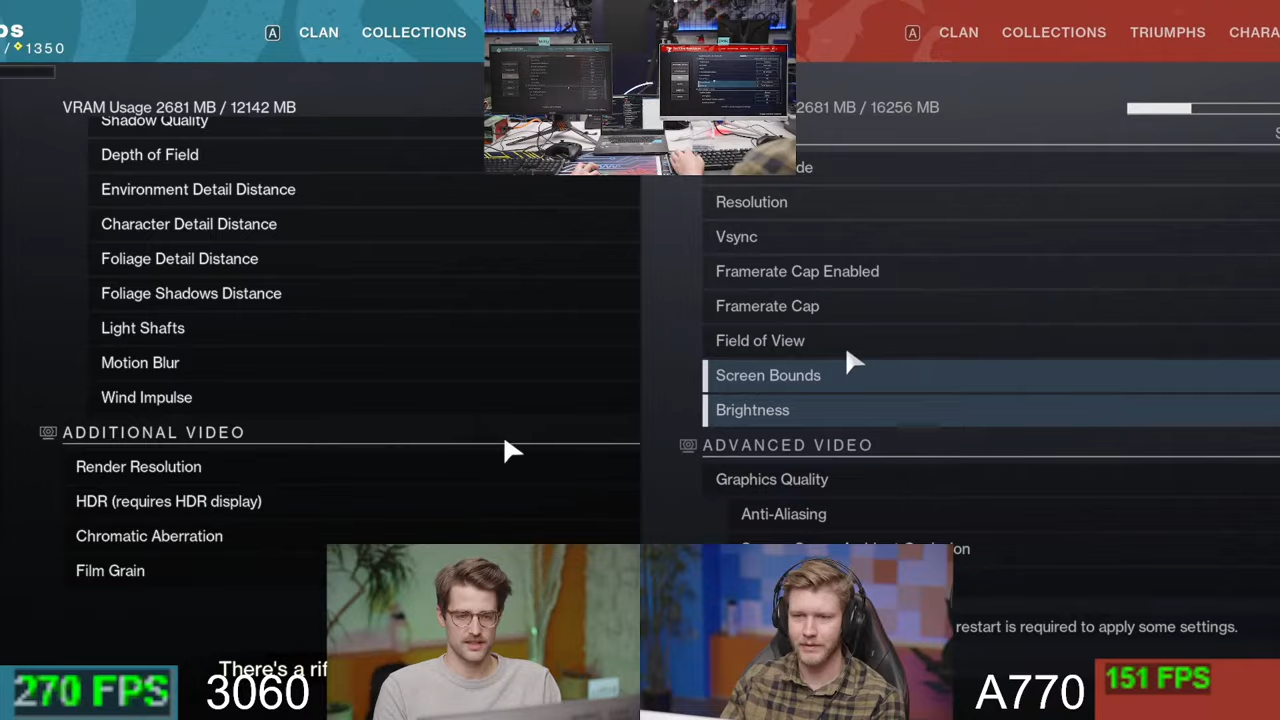 / 1350
A CLAN COLLECTIONS
VRAM Usage 2681 MB / 12142 MB
Shadow Quality
Depth of Field
Environment Detail Distance
Character Detail Distance
Foliage Detail Distance
Foliage Shadows Distance
Light Shafts
Motion Blur
Wind Impulse
ADDITIONAL VIDEO
Render Resolution
HDR (requires HDR display)
Chromatic Aberration
Film Grain
There's a rif
270 FPS
3060
A CLAN COLLECTIONS TRIUMPHS CHARA
2681 MB / 16256 MB
Resolution
Vsync
Framerate Cap Enabled
Framerate Cap
Field of View
Screen Bounds
Brightness
ADVANCED VIDEO
Graphics Quality
Anti-Aliasing
restart is required to apply some settings.
A770
151 FPS